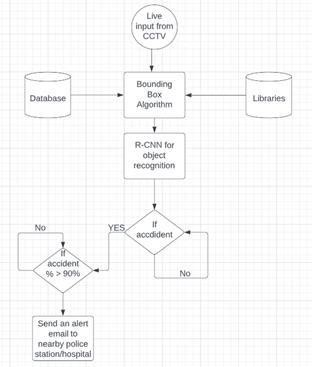 Live
input from
CCTV
Database
Bounding
Box
Algorithm
Libraries
R-CNN for
object
recognition
If
accdident
YES
No
No
If
accident
% > 90%
Send an alert
email to
nearby police
station/hospital